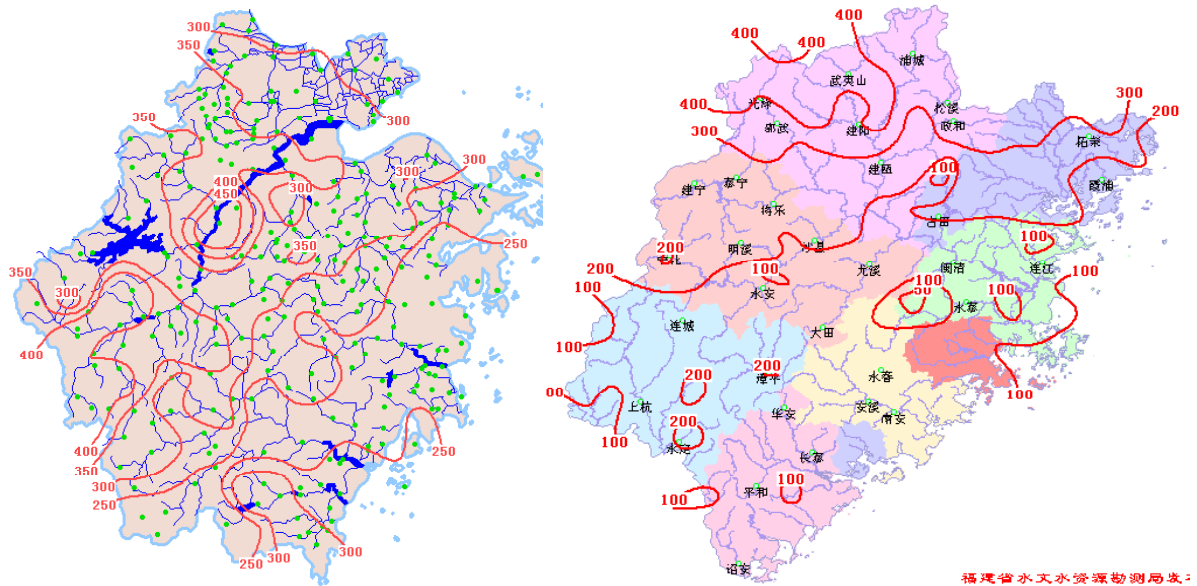 300
350
300
350
300
400
450
300
350
250
350
300
400
400
350
300
250
250
250
300
300
400
400
浦城
武夷山
400
光泽
松溪
300
200
邵武
建阳
政和
300
柘荣
建瓯
100
霞浦
建宁
泰宁
将乐
古田
100
200
明溪
沙县
闽清
连江
200
100
尤溪
100
100
永安
100
50
100
永泰
连城
大田
100
200
200
漳平
永春
100
00
上杭
华安
安溪
南安
100
200
永定
长泰
100
100
平和
诏安
福建省水文水资源勘测局发